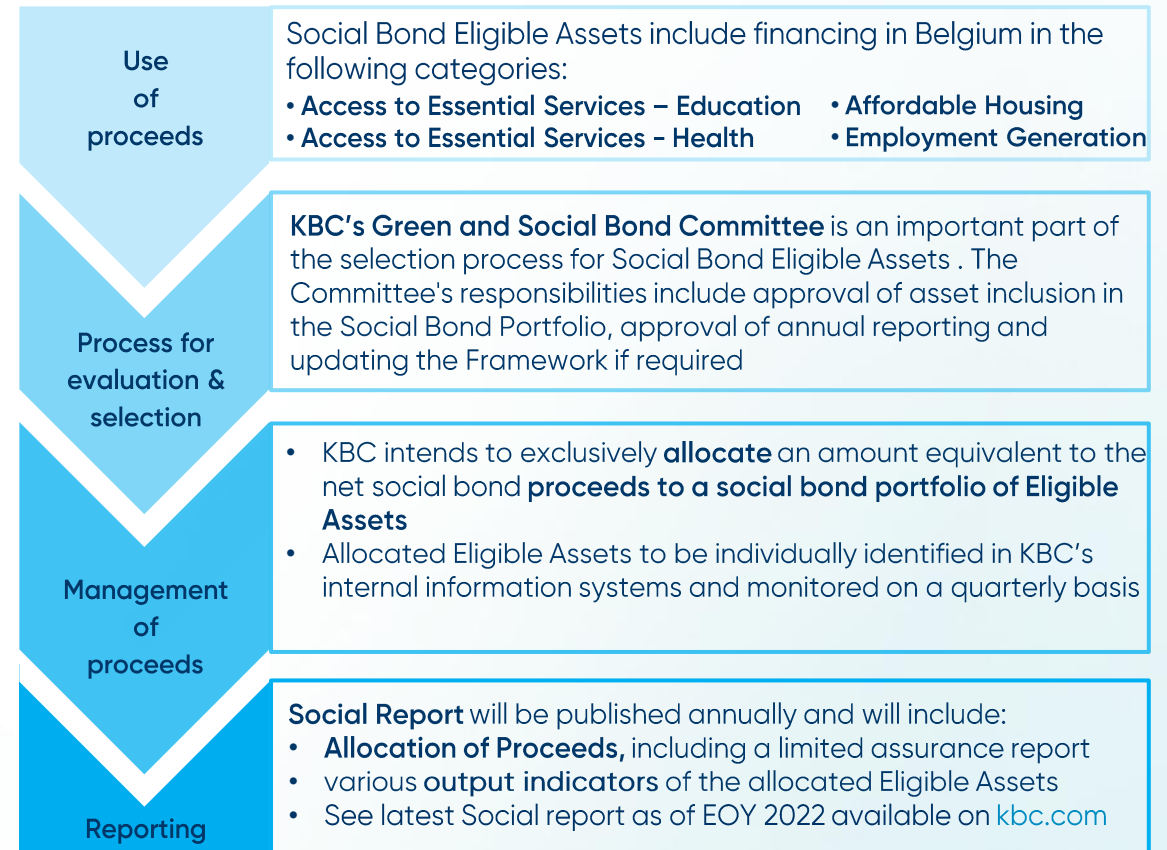 Use
of
proceeds
Social Bond Eligible Assets include financing in Belgium in the
following categories:
• Access to Essential Services – Education
• Access to Essential Services - Health
• Affordable Housing
• Employment Generation
Process for
evaluation &
selection
KBC's Green and Social Bond Committee is an important part of
the selection process for Social Bond Eligible Assets . The
Committee's responsibilities include approval of asset inclusion in
the Social Bond Portfolio, approval of annual reporting and
updating the Framework if required
Management
of
proceeds
• KBC intends to exclusively allocate an amount equivalent to the
net social bond proceeds to a social bond portfolio of Eligible
Assets
• Allocated Eligible Assets to be individually identified in KBC's
internal information systems and monitored on a quarterly basis
Reporting
Social Report will be published annually and will include:
• Allocation of Proceeds, including a limited assurance report
• various output indicators of the allocated Eligible Assets
• See latest Social report as of EOY 2022 available on kbc.com